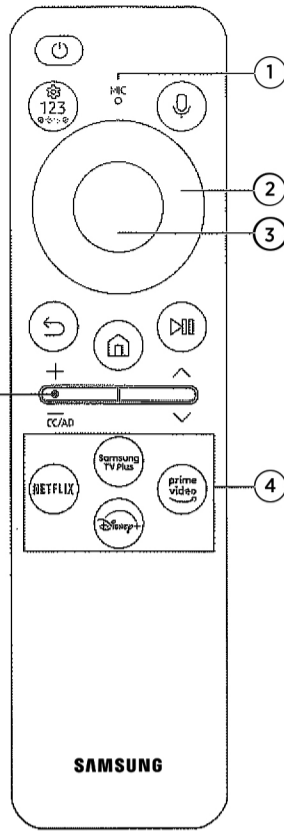 1
MIC
123
2
3
+
CC/AD
Samsung
TV Plus
NETFLIX
prime
video
4
Disney+
SAMSUNG